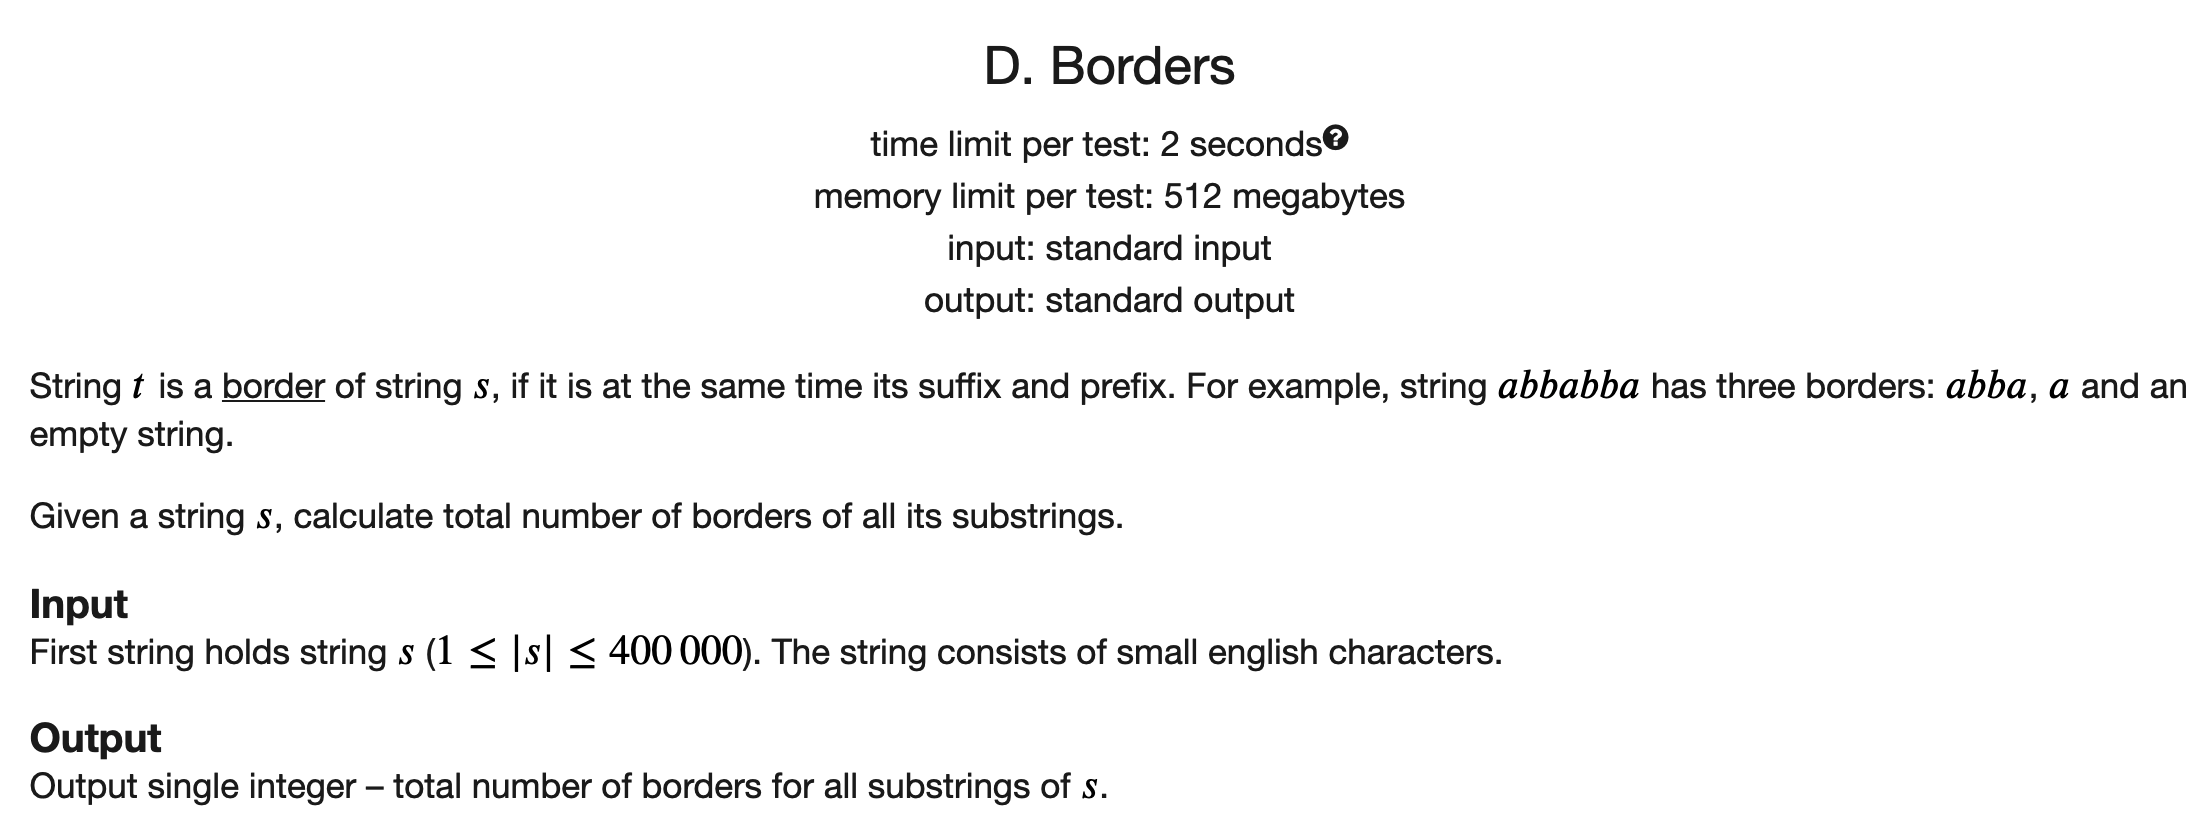 D. Borders
time limit per test: 2 seconds?
memory limit per test: 512 megabytes
input: standard input
output: standard output
String t is a border of string s, if it is at the same time its suffix and prefix. For example, string abbabba has three borders: abba, a and an
empty string.
Given a string s, calculate total number of borders of all its substrings.
Input
First string holds string s (1 ≤ |s| ≤ 400 000). The string consists of small english characters.
Output
Output single integer – total number of borders for all substrings of s.